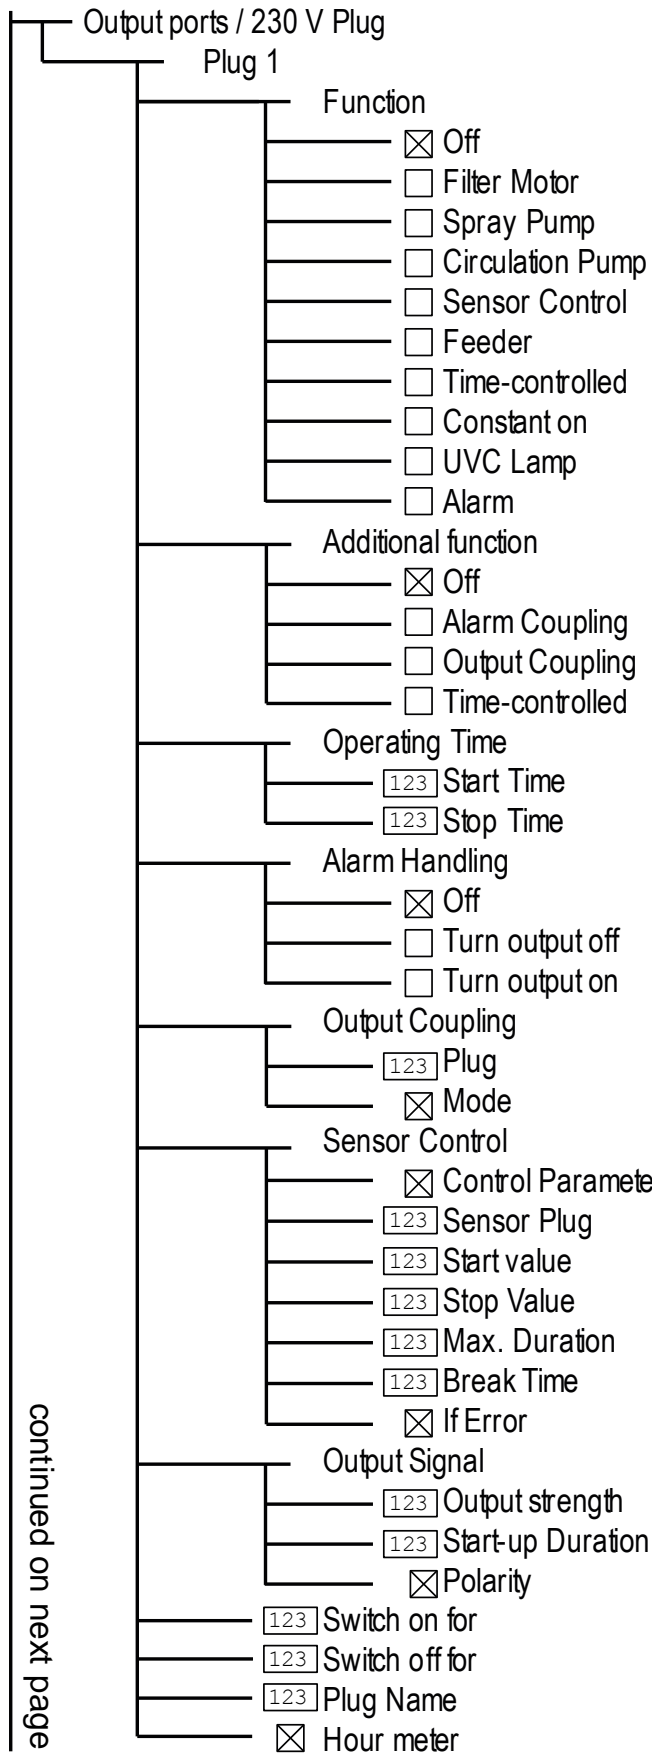 Output ports / 230 V Plug
Plug 1
Function
Off
Filter Motor
Spray Pump
Circulation Pump
Sensor Control
Feeder
Time-controlled
Constant on
UVC Lamp
Alarm
Additional function
Off
Alarm Coupling
Output Coupling
Time-controlled
Operating Time
123 Start Time
123 Stop Time
Alarm Handling
Off
Turn output off
Turn output on
Output Coupling
123 Plug
Mode
Sensor Control
Control Paramete
123 Sensor Plug
123 Start value
123 Stop Value
123 Max. Duration
123 Break Time
If Error
Output Signal
123 Output strength
123 Start-up Duration
Polarity
123 Switch on for
123 Switch off for
123 Plug Name
Hour meter
continued on next page